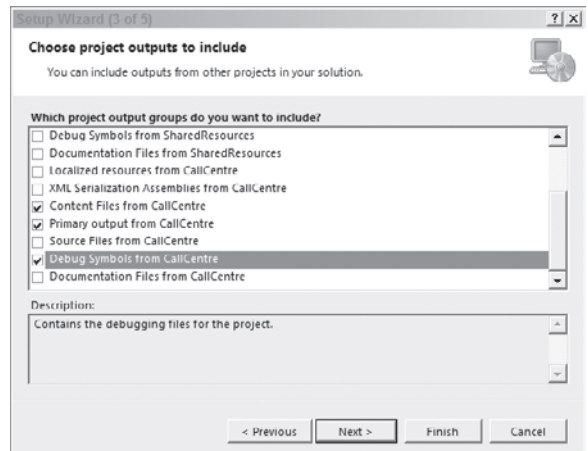 Setup Wizard (3 of 5)
Choose project outputs to include
You can include outputs from other projects in your solution.
Which project output groups do you want to include?
Debug Symbols from SharedResources
Documentation Files from SharedResources
Localized resources from CallCentre
XML Serialization Assemblies from CallCentre
Content Files from CallCentre
Primary output from CallCentre
Source Files from CallCentre
Debug Symbols from CallCentre
Documentation Files from CallCentre
Description:
Contains the debugging files for the project.
< Previous Next > Finish Cancel